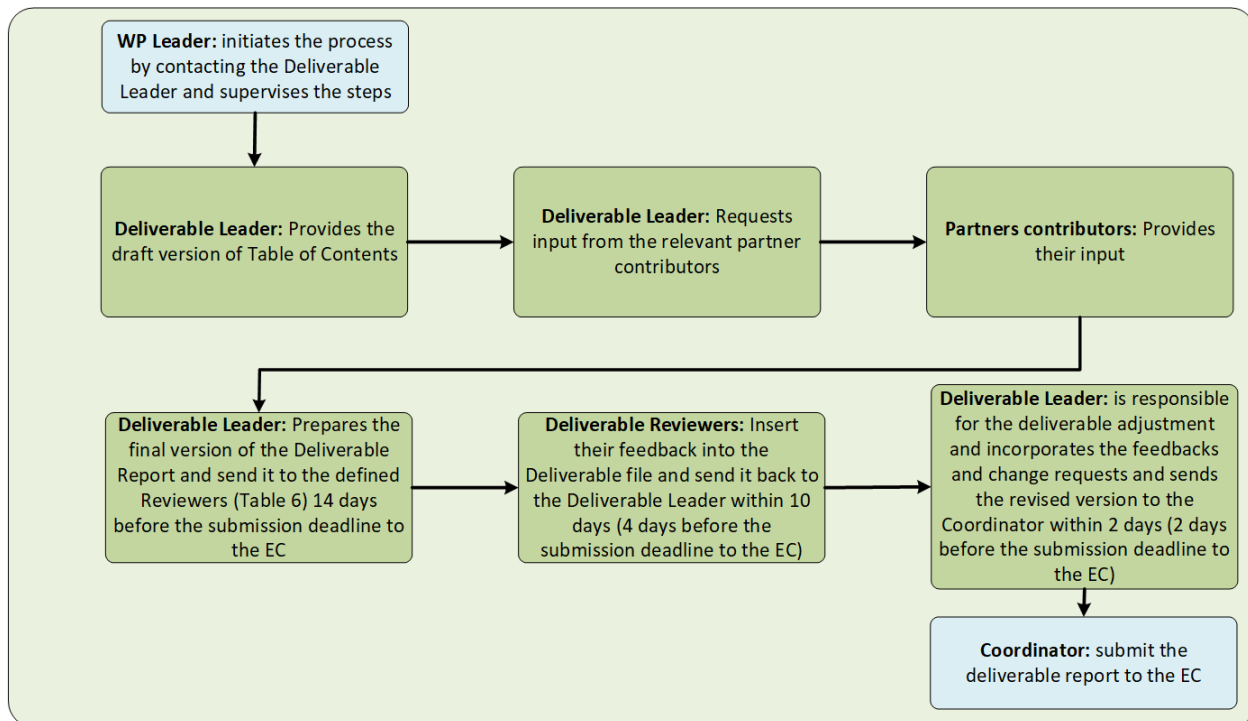 WP Leader: initiates the process
by contacting the Deliverable
Leader and supervises the steps
Deliverable Leader: Provides the
draft version of Table of Contents
Deliverable Leader: Requests
input from the relevant partner
contributors
Partners contributors: Provides
their input
Deliverable Leader: Prepares the
final version of the Deliverable
Report and send it to the defined
Reviewers (Table 6) 14 days
before the submission deadline to
the EC
Deliverable Reviewers: Insert
their feedback into the
Deliverable file and send it back to
the Deliverable Leader within 10
days (4 days before the
submission deadline to the EC)
Deliverable Leader: is responsible
for the deliverable adjustment
and incorporates the feedbacks
and change requests and sends
the revised version to the
Coordinator within 2 days (2 days
before the submission deadline to
the EC)
Coordinator: submit the
deliverable report to the EC